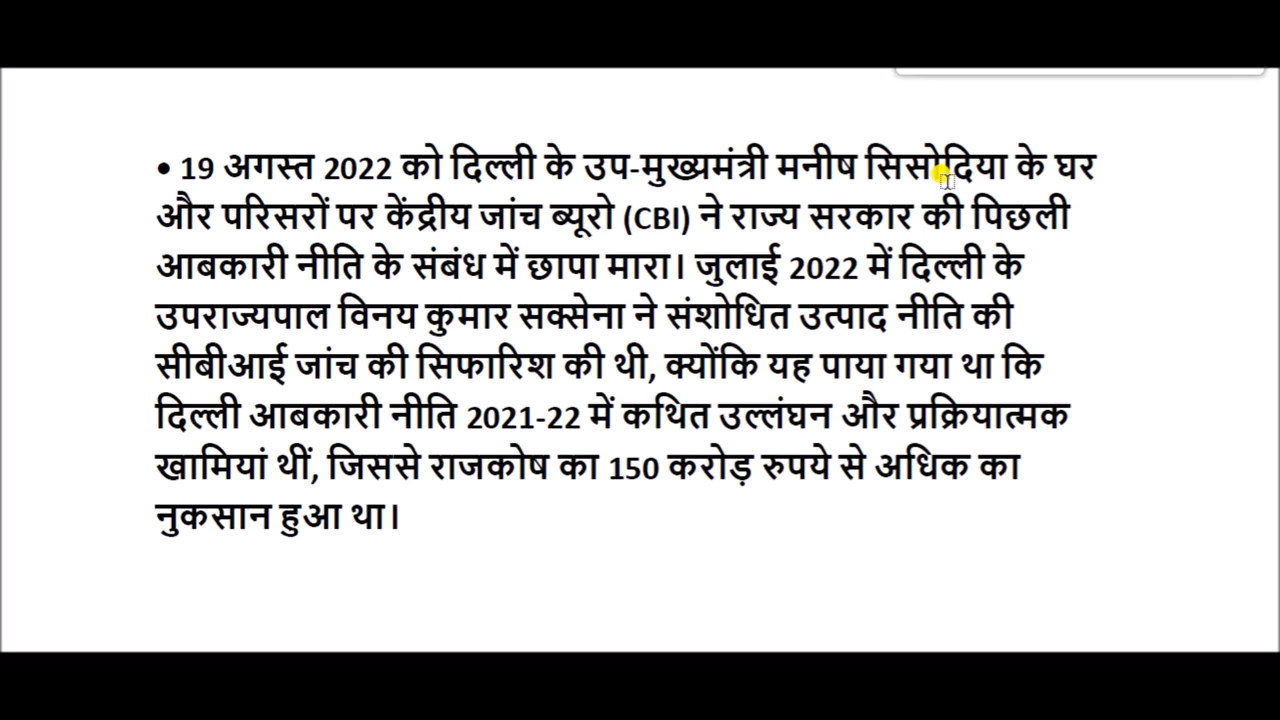 • 19 अगस्त 2022 को दिल्ली के उप-मुख्यमंत्री मनीष सिसोदिया के घर
और परिसरों पर केंद्रीय जांच ब्यूरो (CBI) ने राज्य सरकार की पिछली
आबकारी नीति के संबंध में छापा मारा। जुलाई 2022 में दिल्ली के
उपराज्यपाल विनय कुमार सक्सेना ने संशोधित उत्पाद नीति की
सीबीआई जांच की सिफारिश की थी, क्योंकि यह पाया गया था कि
दिल्ली आबकारी नीति 2021-22 में कथित उल्लंघन और प्रक्रियात्मक
खामियां थीं, जिससे राजकोष का 150 करोड़ रुपये से अधिक का
नुकसान हुआ था।